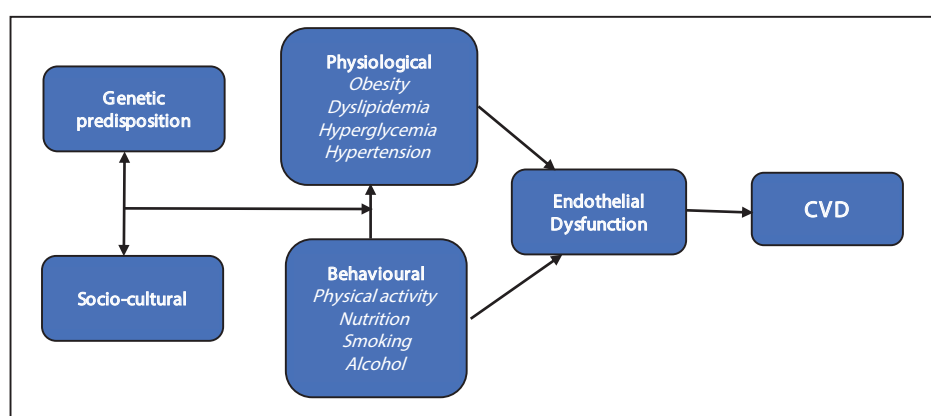 Genetic
predisposition
Socio-cultural
Physiological
Obesity
Dyslipidemia
Hyperglycemia
Hypertension
Behavioural
Physical activity
Nutrition
Smoking
Alcohol
Endothelial
Dysfunction
CVD